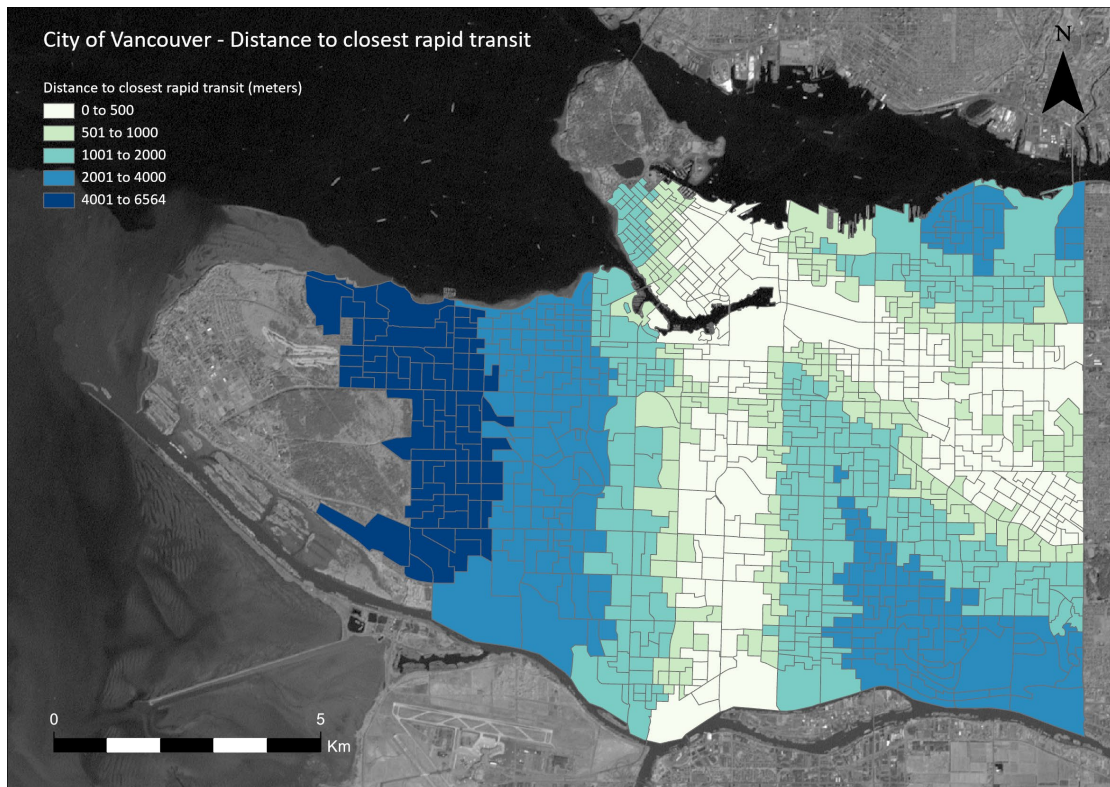 City of Vancouver - Distance to closest rapid transit
N
Distance to closest rapid transit (meters)
0 to 500
501 to 1000
1001 to 2000
2001 to 4000
4001 to 6564
0 5
Km